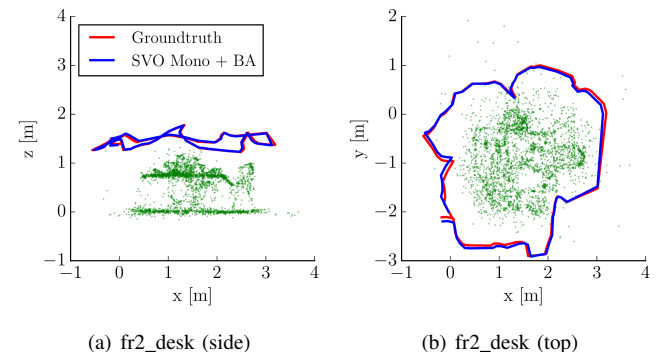 4
3
2
1
0
−1
z [m]
Groundtruth
SVO Mono + BA
−1 0 1 2 3 4
x [m]
(a) fr2_desk (side)
2
1
0
−1
−2
−3
y [m]
−1 0 1 2 3 4
x [m]
(b) fr2_desk (top)